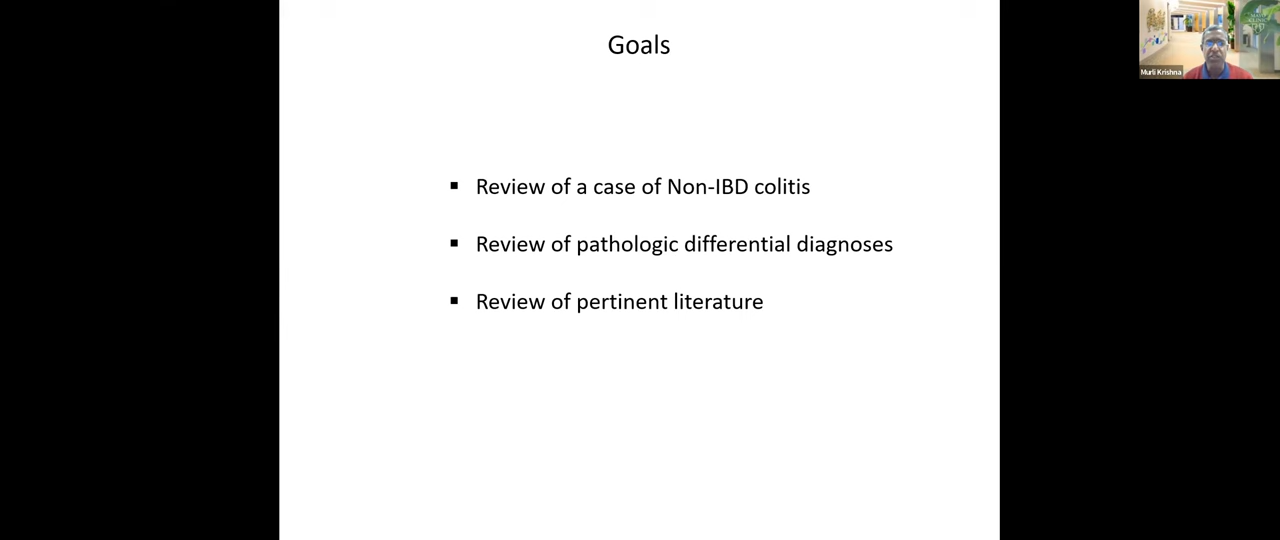 Goals
Review of a case of Non-IBD colitis
Review of pathologic differential diagnoses
Review of pertinent literature
Murli Krishna